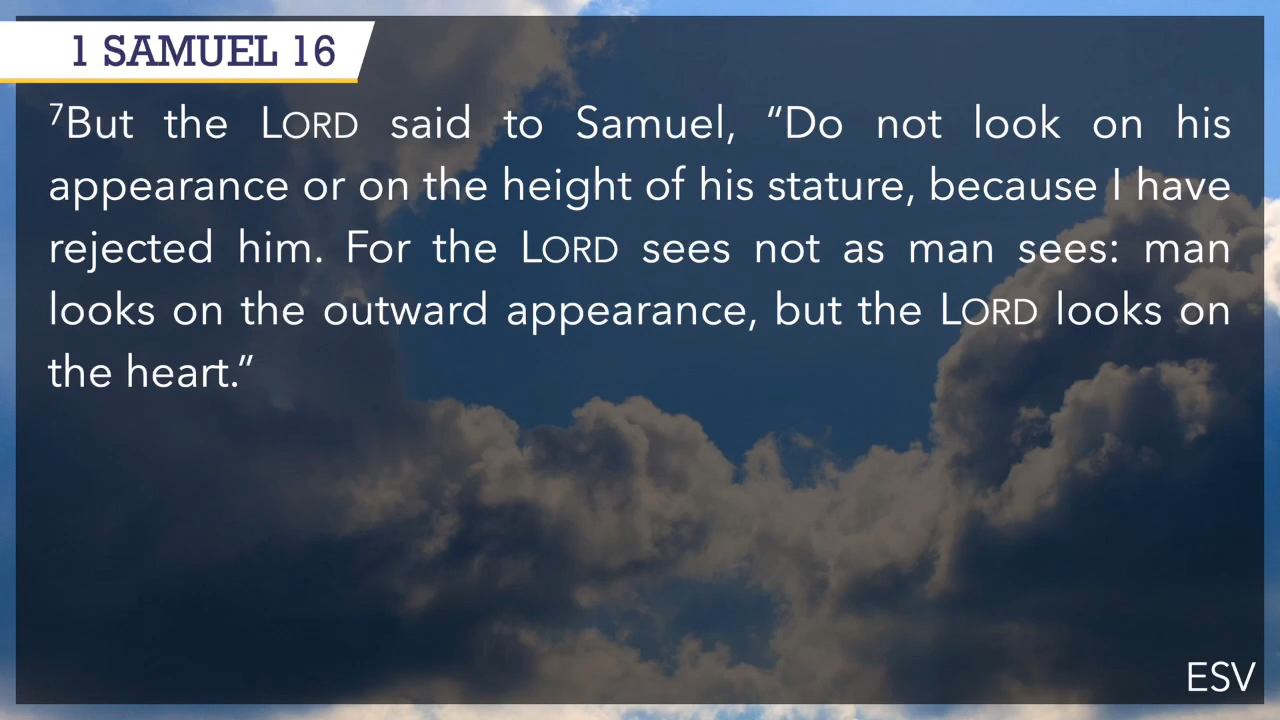 1 SAMUEL 16
⁷But the LORD said to Samuel, “Do not look on his
appearance or on the height of his stature, because I have
rejected him. For the LORD sees not as man sees: man
looks on the outward appearance, but the LORD looks on
the heart.”
ESV